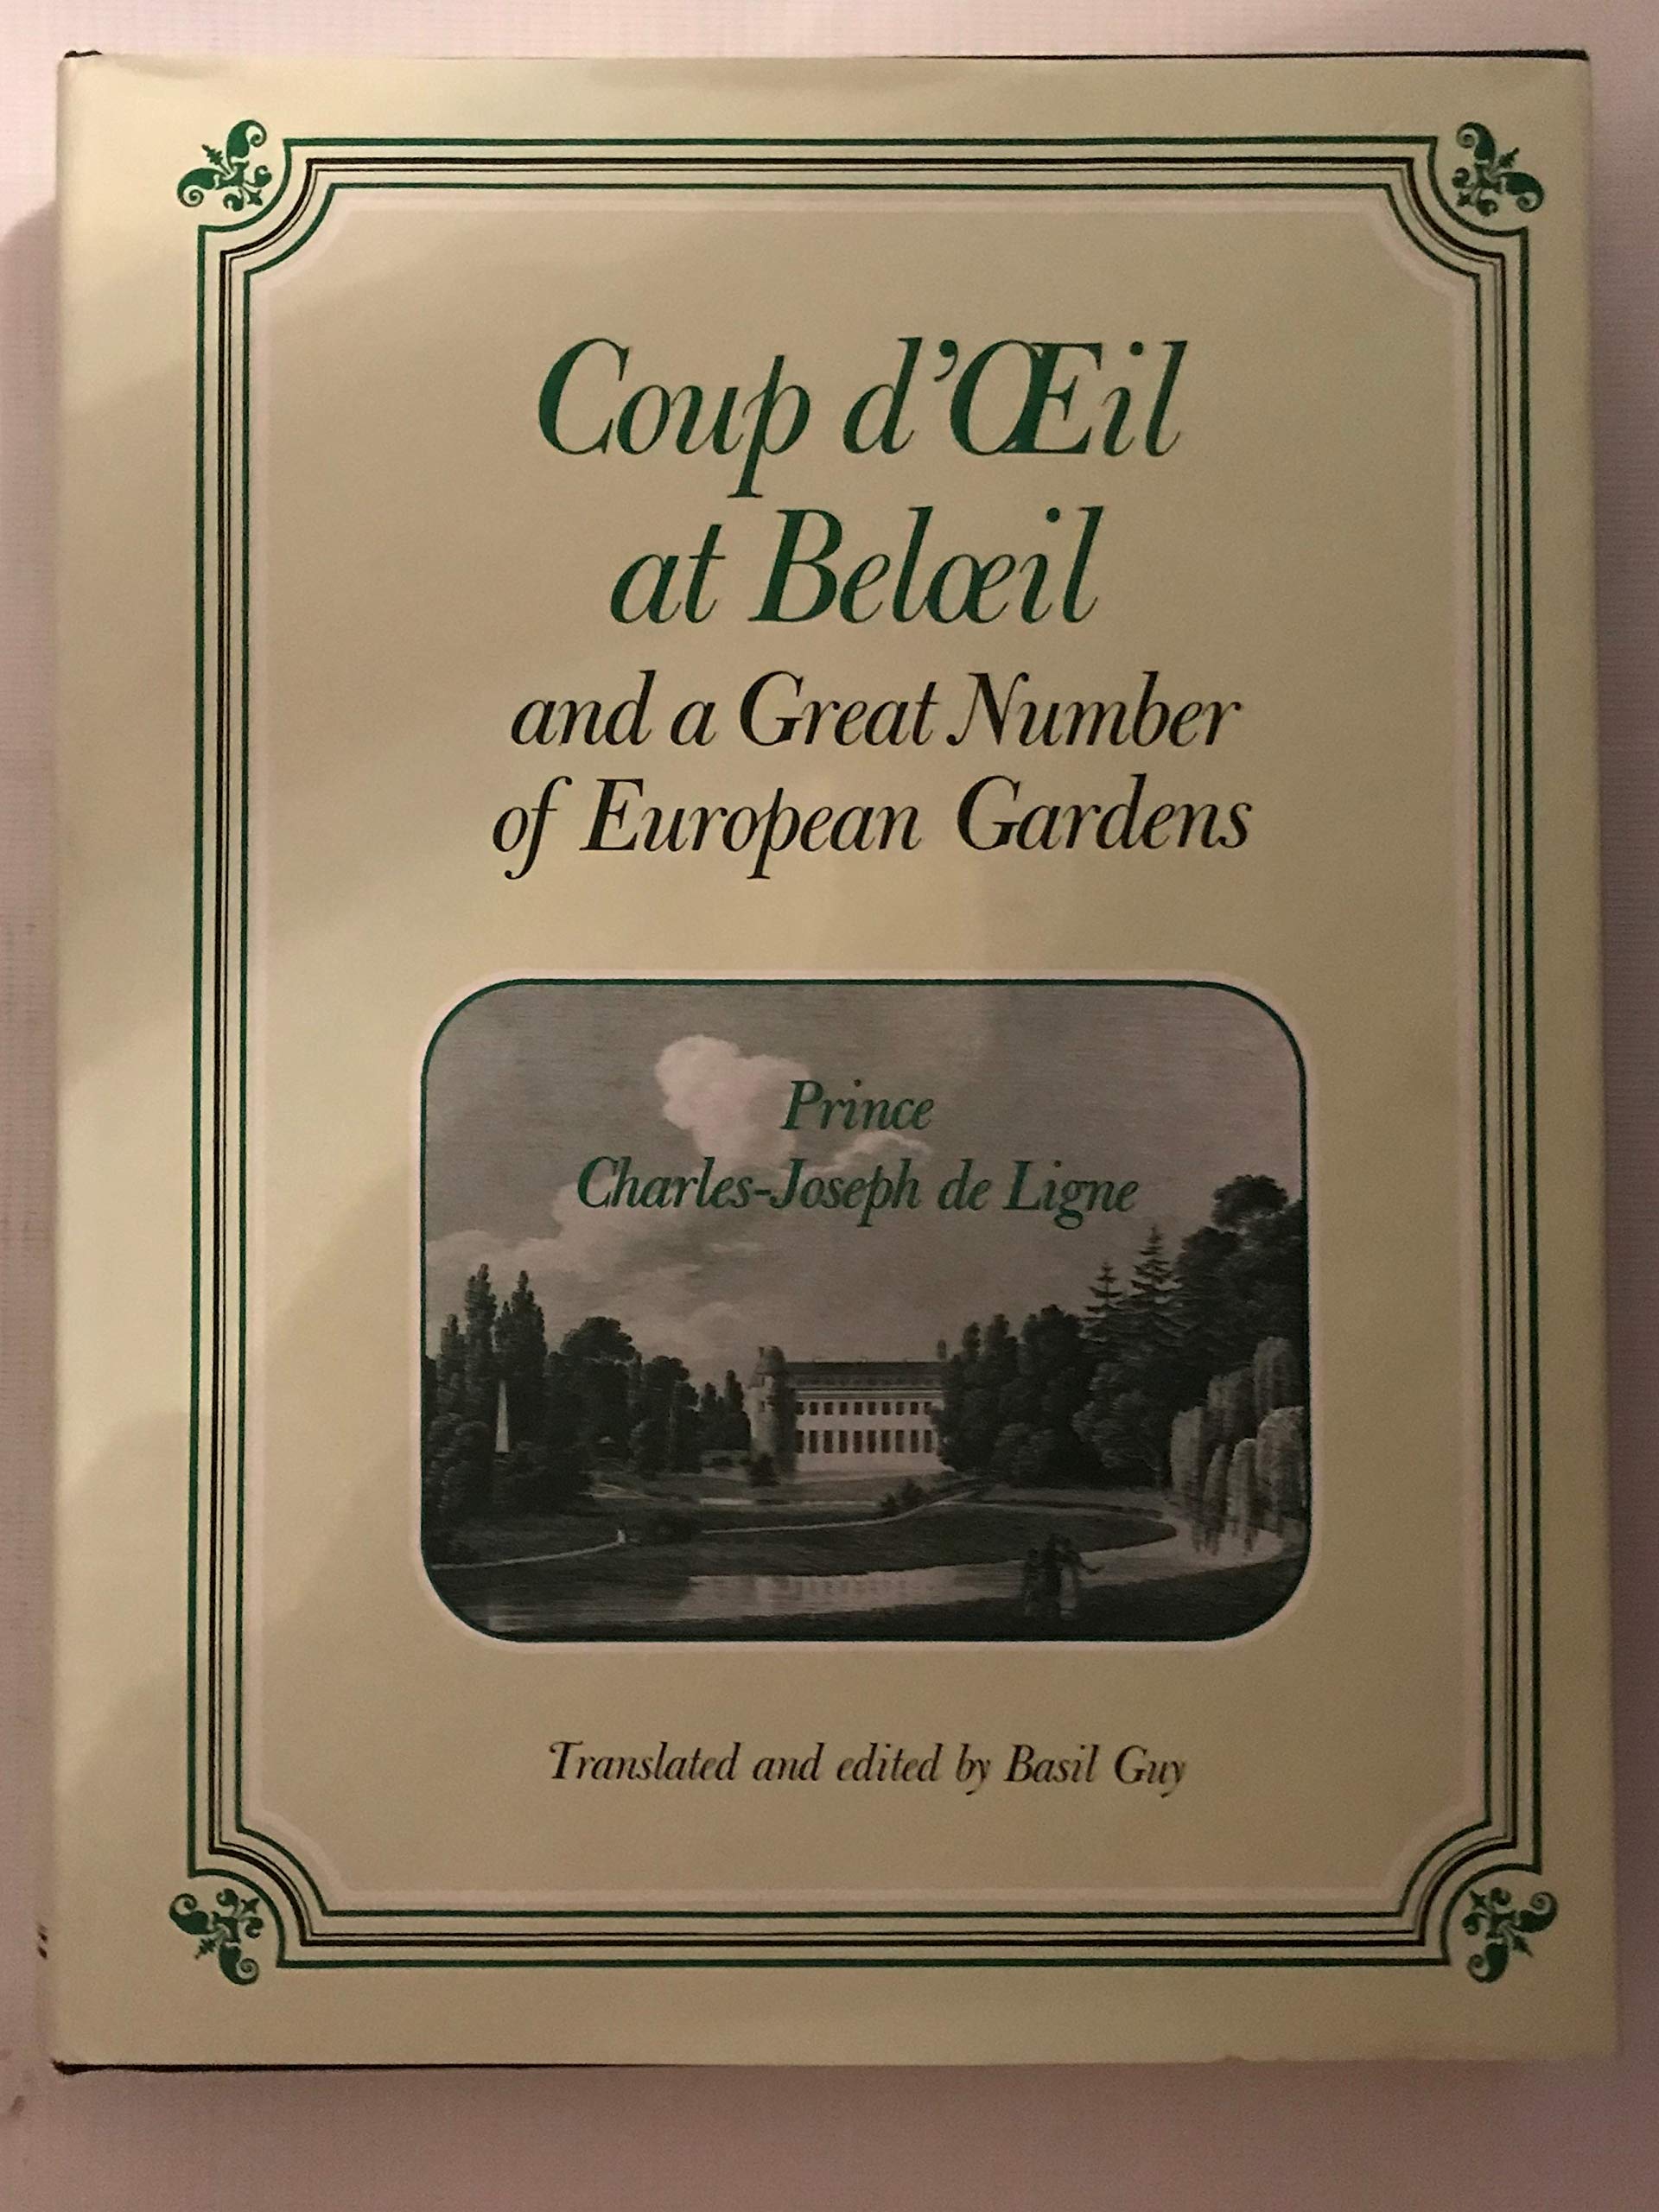 Coup d'Œil
at Belœil
and a Great Number
of European Gardens
Prince
Charles-Joseph de Ligne
Translated and edited by Basil Guy